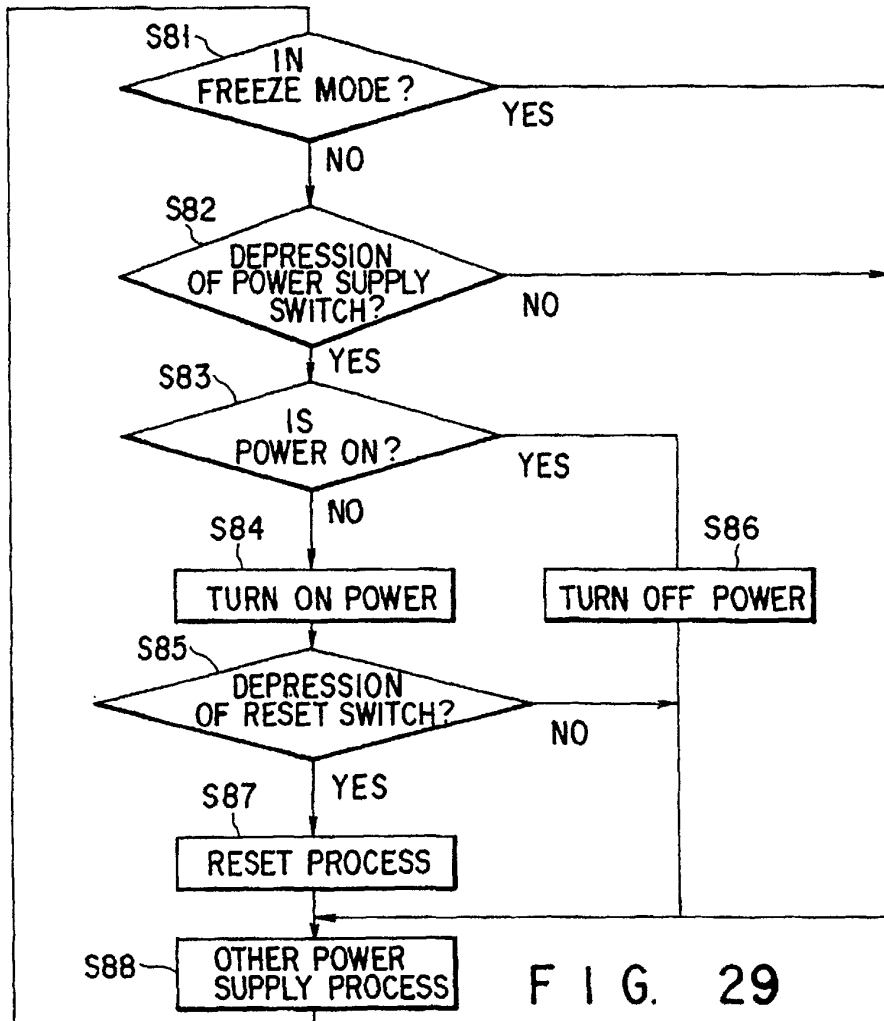 S81
IN
FREEZE MODE?
YES
NO
S82
DEPRESSION
OF POWER SUPPLY
SWITCH?
NO
YES
S83
IS
POWER ON?
YES
NO
S84
TURN ON POWER
S86
TURN OFF POWER
S85
DEPRESSION
OF RESET SWITCH?
NO
YES
S87
RESET PROCESS
S88
OTHER POWER
SUPPLY PROCESS
FIG. 29